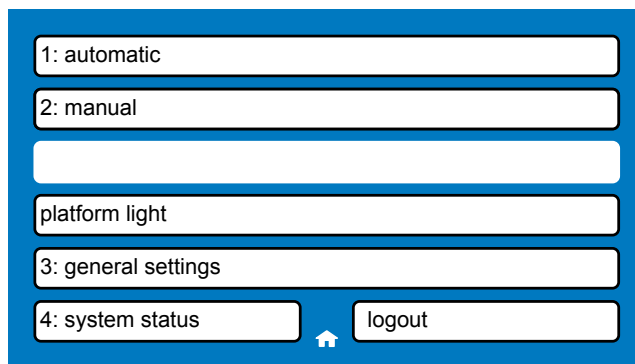 1: automatic
2: manual
platform light
3: general settings
4: system status
logout